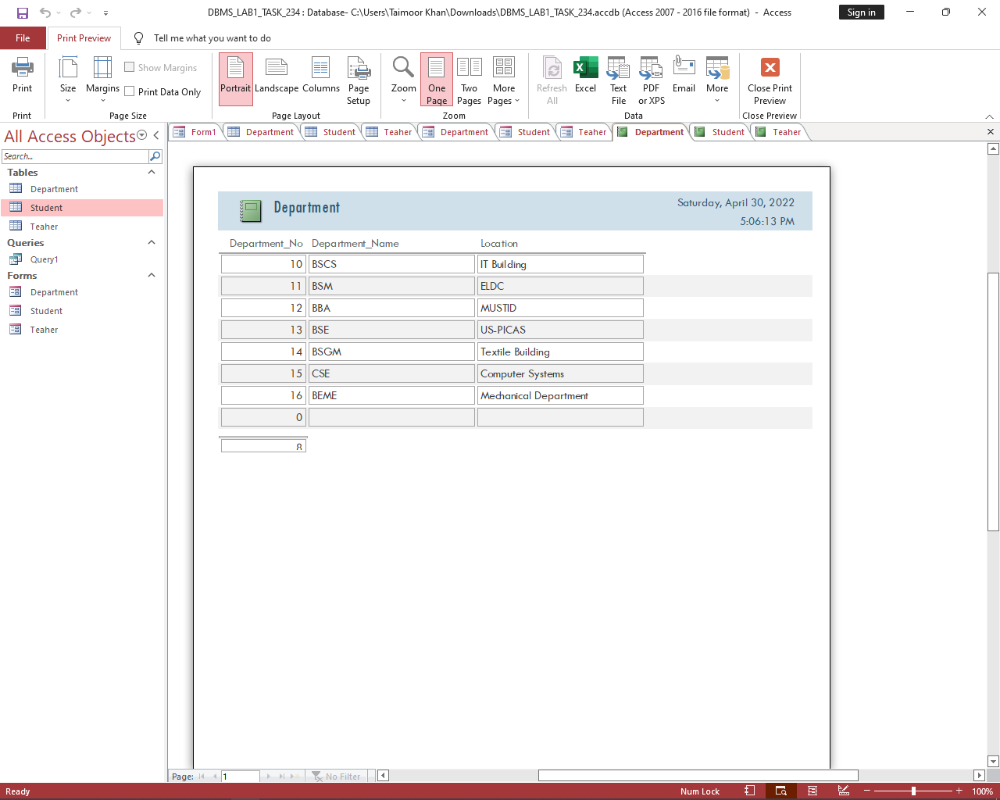 DBMS_LAB1_TASK_234 : Database- C:\Users\Taimoor Khan\Downloads\DBMS_LAB1_TASK_234.accdb (Access 2007 - 2016 file format) - Access
Sign in
File
Print Preview
Tell me what you want to do
Print
Size
Margins
Show Margins
Print Data Only
Portrait
Landscape
Columns
Page Setup
Zoom
One Page
Two Pages
More Pages
Refresh All
Excel
Text File
PDF or XPS
Email
More
Close Print Preview
Print
Page Size
Page Layout
Zoom
Data
Close Preview
All Access Objects
Search...
Tables
Department
Student
Teaher
Queries
Query1
Forms
Department
Student
Teaher
Form1
Department
Student
Teaher
Department
Student
Teaher
Department
Student
Teaher
Department
Saturday, April 30, 2022
5:06:13 PM
Department_No Department_Name Location
10 BSCS IT Building
11 BSM ELDC
12 BBA MUSTID
13 BSE US-PICAS
14 BSGM Textile Building
15 CSE Computer Systems
16 BEME Mechanical Department
0
8
Page: 1 No Filter
Ready
Num Lock
100%